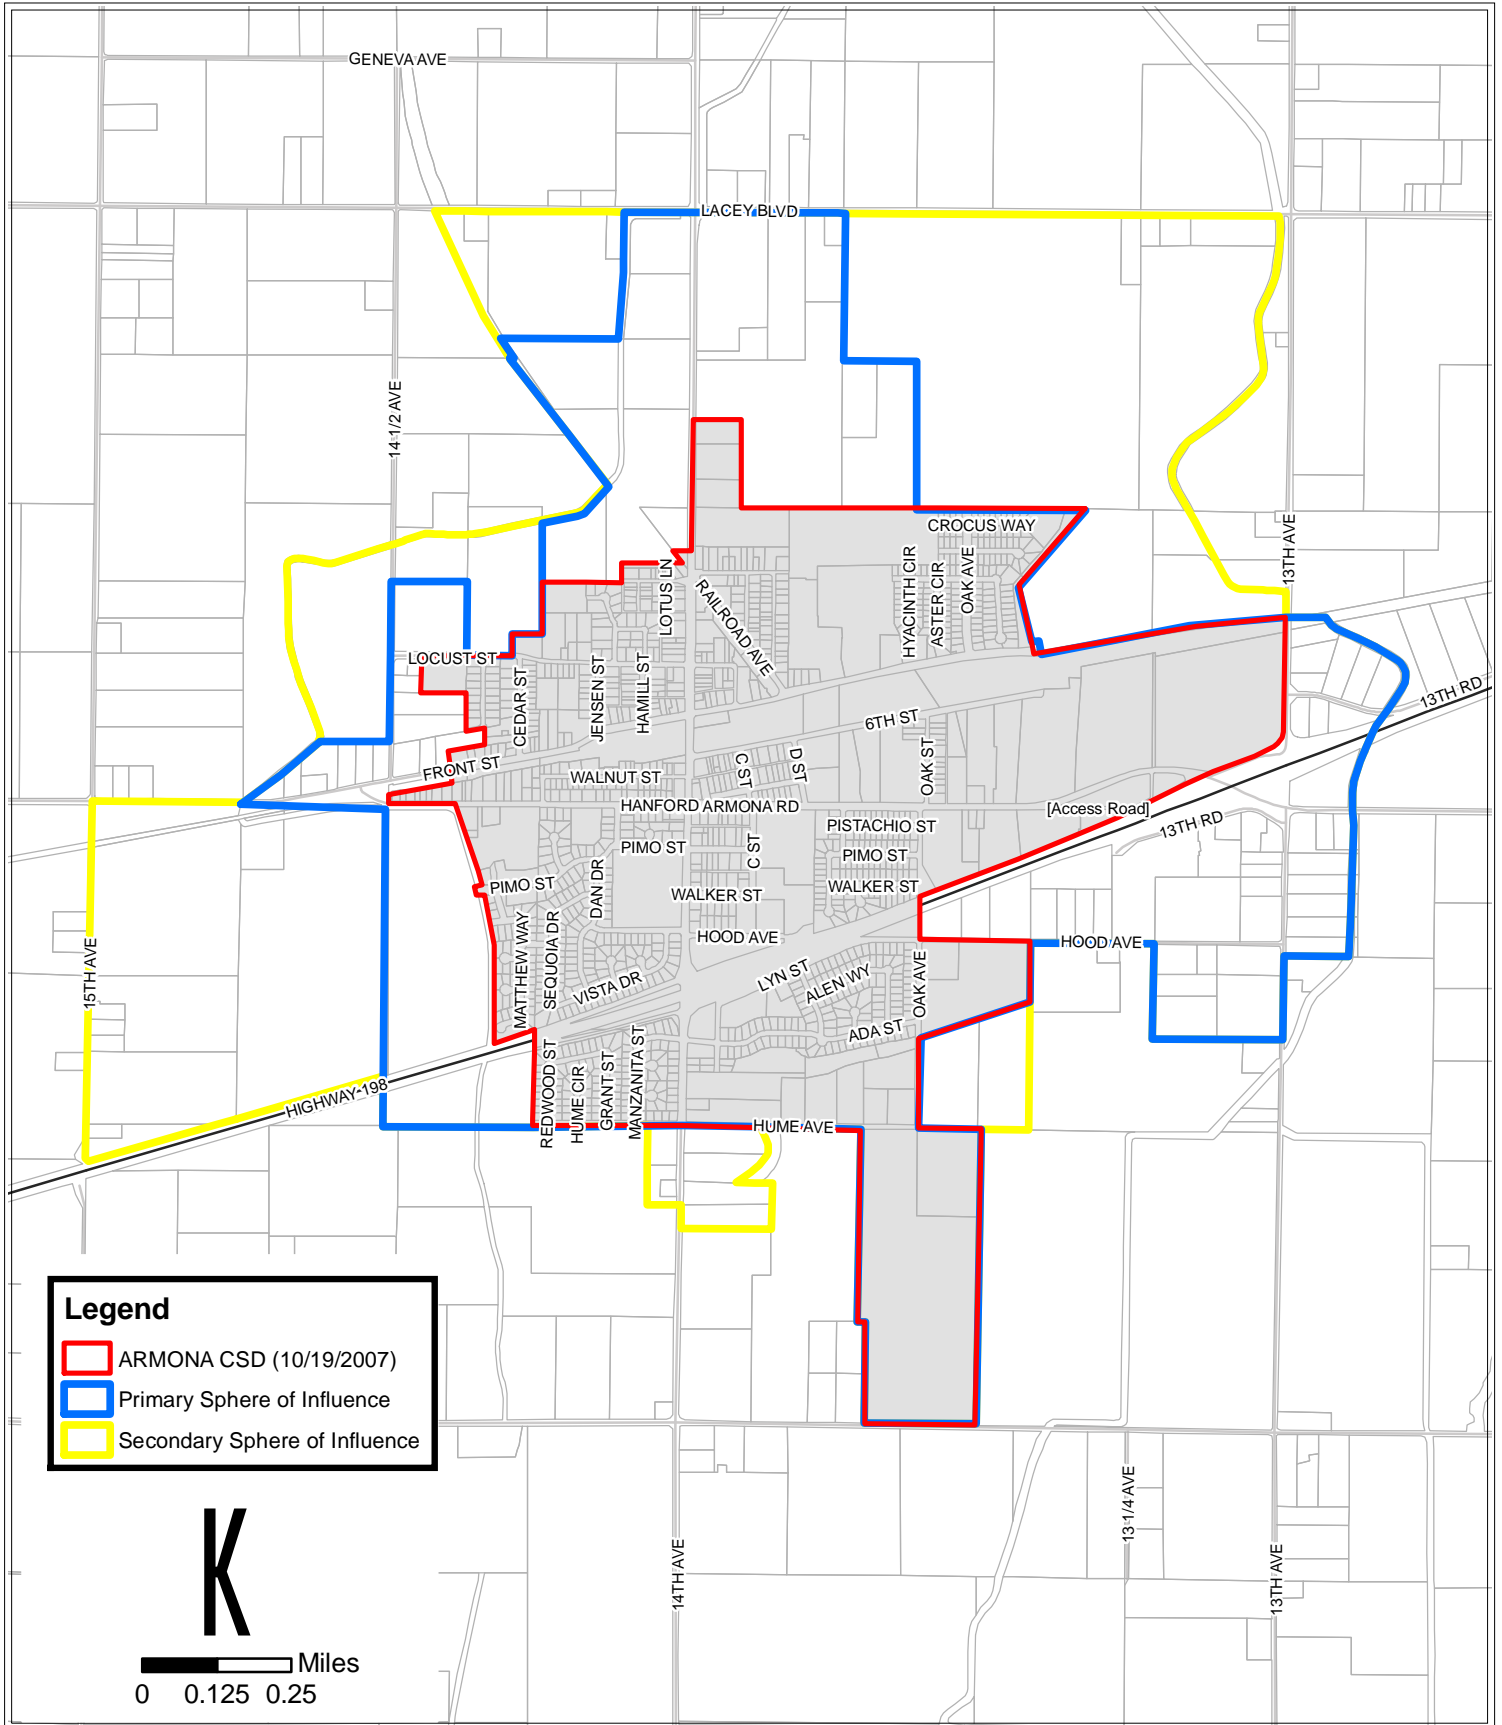 GENEVA AVE
LACEY BLVD
14 1/2 AVE
CROCUS WAY
13TH AVE
HYACINTH CIR
ASTER CIR
OAK AVE
LOTUS LN
RAILROAD AVE
LOCUST ST
CEDAR ST
JENSEN ST
HAMILL ST
13TH RD
6TH ST
FRONT ST
WALNUT ST
C ST
D ST
OAK ST
HANFORD ARMONA RD
[Access Road]
13TH RD
PISTACHIO ST
PIMO ST
C ST
PIMO ST
PIMO ST
DAN DR
WALKER ST
WALKER ST
HOOD AVE
HOOD AVE
15TH AVE
MATTHEW WAY
SEQUOIA DR
VISTA DR
LYN ST
ALEN WY
OAK AVE
ADA ST
HIGHWAY 198
REDWOOD ST
HUME CIR
GRANT ST
MANZANITA ST
HUME AVE
Legend
ARMONA CSD (10/19/2007)
Primary Sphere of Influence
Secondary Sphere of Influence
14TH AVE
13 1/4 AVE
13TH AVE
K
Miles
0 0.125 0.25